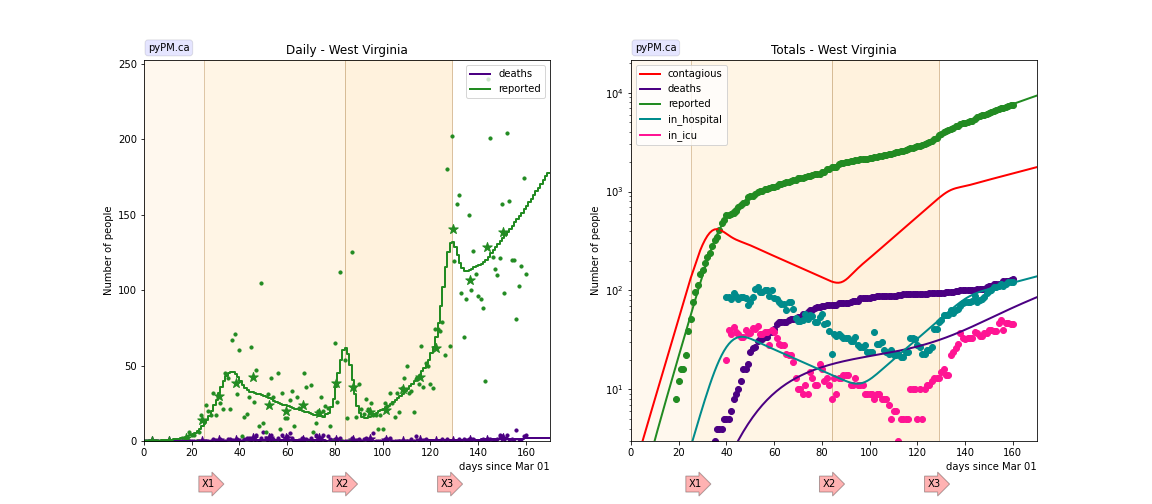 pyPM.ca
Daily - West Virginia
deaths
reported
Number of people
250
200
150
100
50
0
0 20 40 60 80 100 120 140 160
days since Mar 01
X1 X2 X3
pyPM.ca
Totals - West Virginia
contagious
deaths
reported
in_hospital
in_icu
Number of people
10⁴
10³
10²
10¹
0 20 40 60 80 100 120 140 160
days since Mar 01
X1 X2 X3